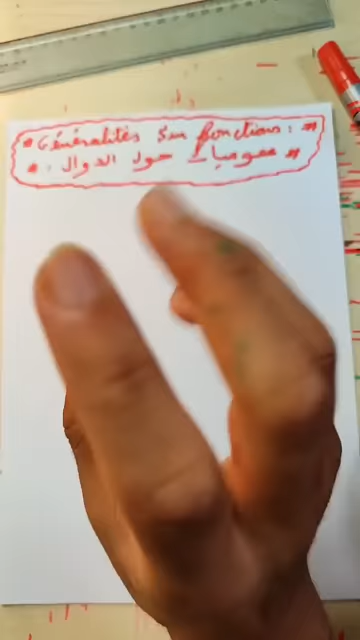 * Généralités Sur fonctions : #
# عموميات حول الدوال . *